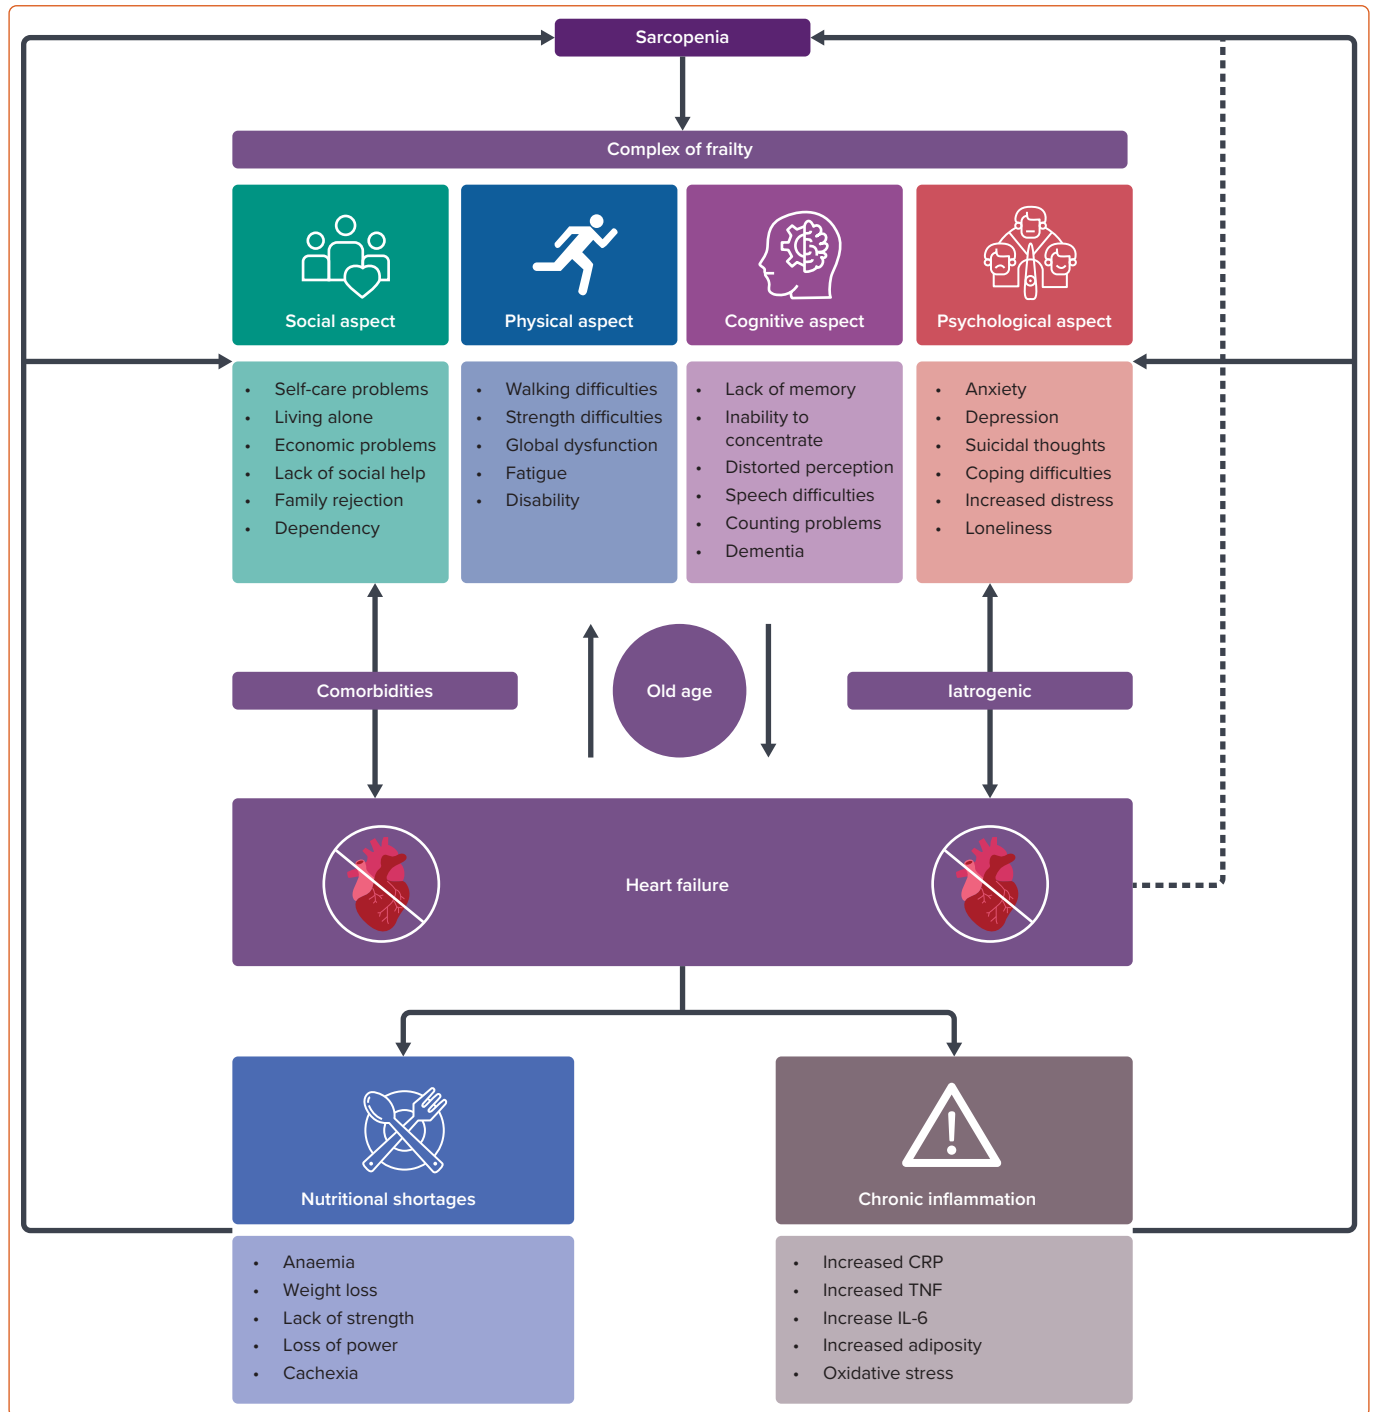 Sarcopenia
Complex of frailty
Social aspect
Physical aspect
Cognitive aspect
Psychological aspect
• Self-care problems
• Living alone
• Economic problems
• Lack of social help
• Family rejection
• Dependency
• Walking difficulties
• Strength difficulties
• Global dysfunction
• Fatigue
• Disability
• Lack of memory
• Inability to
concentrate
• Distorted perception
• Speech difficulties
• Counting problems
• Dementia
• Anxiety
• Depression
• Suicidal thoughts
• Coping difficulties
• Increased distress
• Loneliness
Comorbidities
Old age
Iatrogenic
Heart failure
Nutritional shortages
Chronic inflammation
• Anaemia
• Weight loss
• Lack of strength
• Loss of power
• Cachexia
• Increased CRP
• Increased TNF
• Increase IL-6
• Increased adiposity
• Oxidative stress